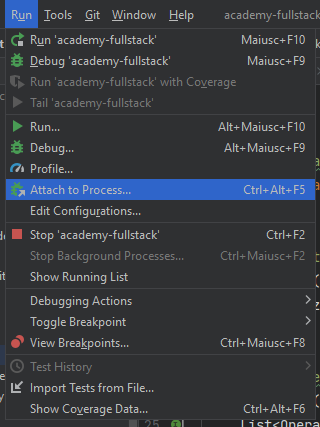 Run Tools Git Window Help academy-fullstack
Run 'academy-fullstack' Maiusc+F10
Debug 'academy-fullstack' Maiusc+F9
Run 'academy-fullstack' with Coverage
Tail 'academy-fullstack'
Run... Alt+Maiusc+F10
Debug... Alt+Maiusc+F9
Profile...
Attach to Process... Ctrl+Alt+F5
Edit Configurations...
Stop 'academy-fullstack' Ctrl+F2
Stop Background Processes... Ctrl+Maiusc+F2
Show Running List
Debugging Actions
Toggle Breakpoint
View Breakpoints... Ctrl+Maiusc+F8
Test History
Import Tests from File...
Show Coverage Data... Ctrl+Alt+F6
25 List<Opera